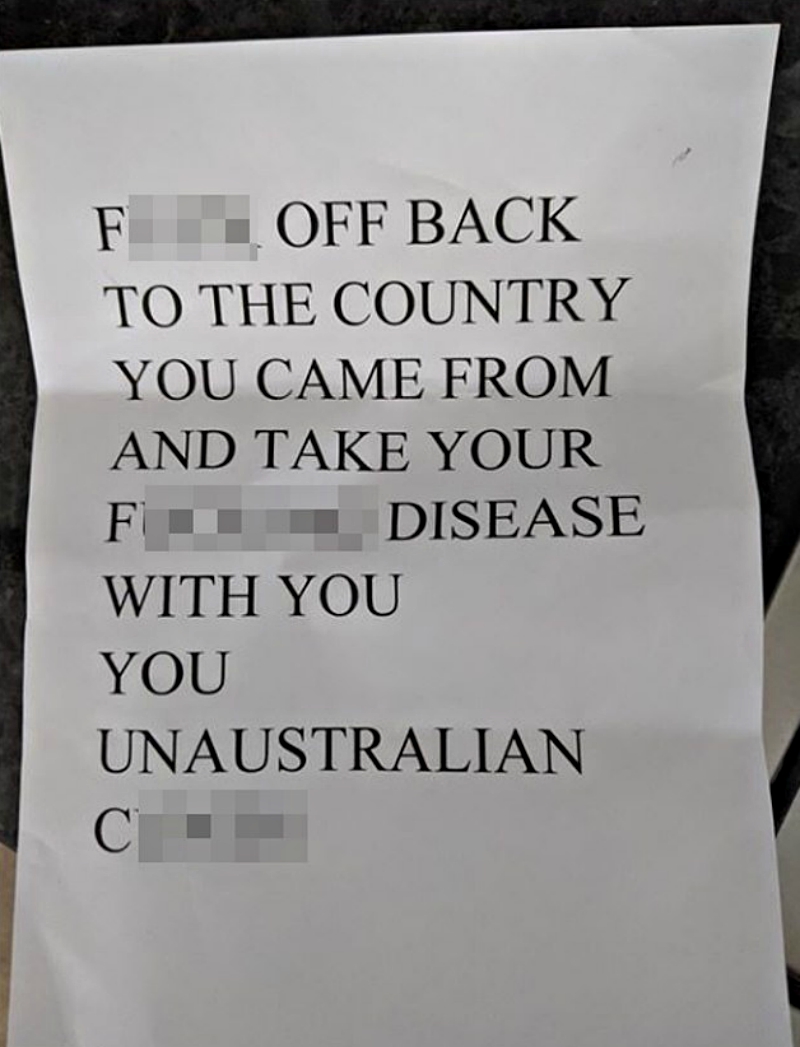 OFF BACK
TO THE COUNTRY
YOU CAME FROM
AND TAKE YOUR
DISEASE
WITH YOU
YOU
UNAUSTRALIAN